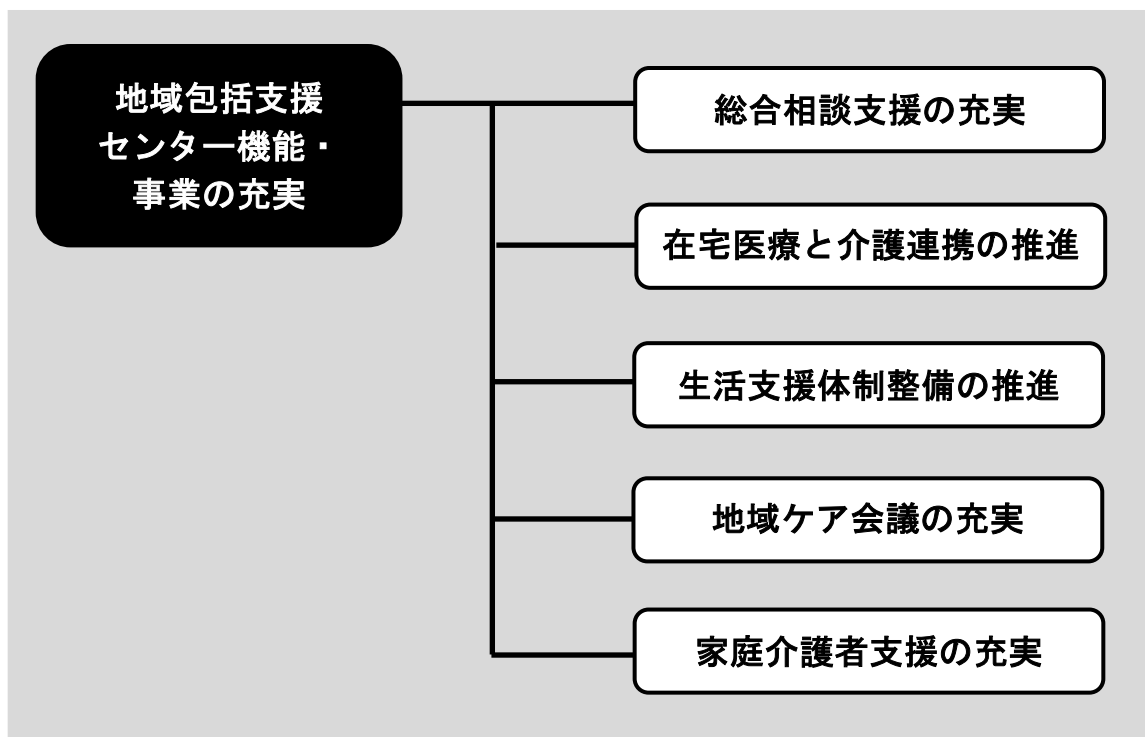 地域包括支援
センター機能・
事業の充実
総合相談支援の充実
在宅医療と介護連携の推進
生活支援体制整備の推進
地域ケア会議の充実
家庭介護者支援の充実